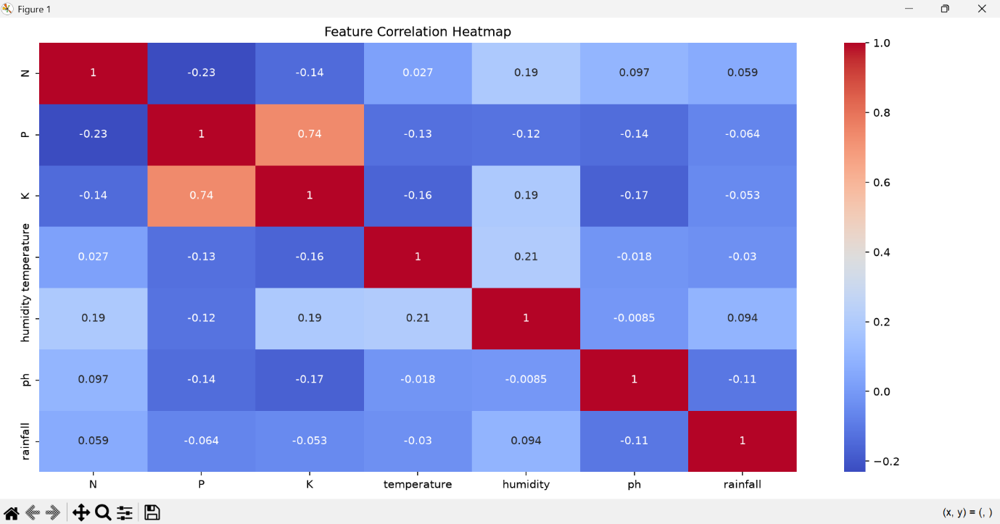 Figure 1
Feature Correlation Heatmap
N 1 -0.23 -0.14 0.027 0.19 0.097 0.059
P -0.23 1 0.74 -0.13 -0.12 -0.14 -0.064
K -0.14 0.74 1 -0.16 0.19 -0.17 -0.053
temperature 0.027 -0.13 -0.16 1 0.21 -0.018 -0.03
humidity 0.19 -0.12 0.19 0.21 1 -0.0085 0.094
ph 0.097 -0.14 -0.17 -0.018 -0.0085 1 -0.11
rainfall 0.059 -0.064 -0.053 -0.03 0.094 -0.11 1
N P K temperature humidity ph rainfall
1.0
0.8
0.6
0.4
0.2
0.0
−0.2
(x, y) = (, )